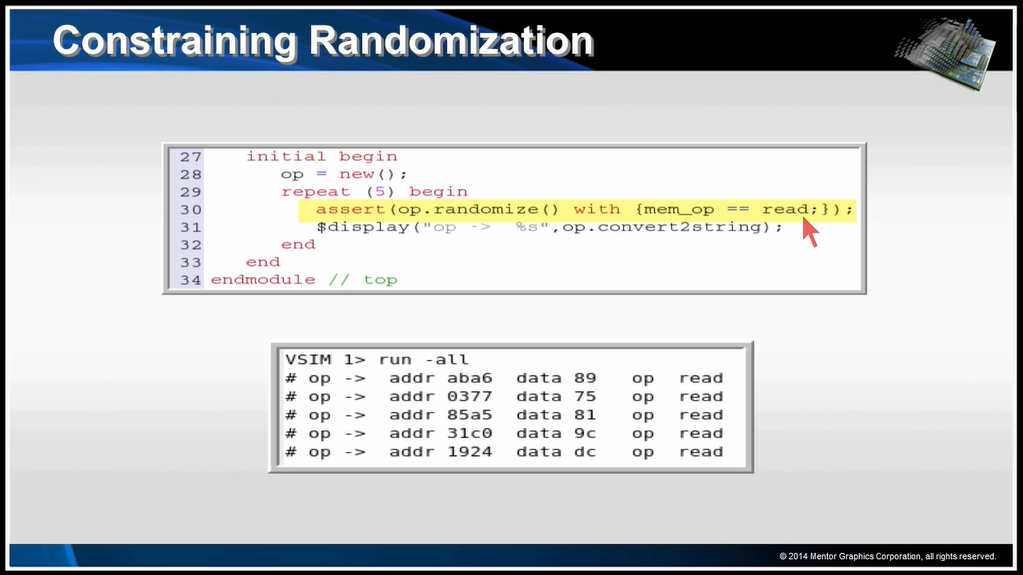 Constraining Randomization
27 initial begin
28 op = new();
29 repeat (5) begin
30 assert(op.randomize() with {mem_op == read;});
31 $display("op -> %s",op.convert2string);
32 end
33 end
34 endmodule // top
VSIM 1> run -all
# op -> addr aba6 data 89 op read
# op -> addr 0377 data 75 op read
# op -> addr 85a5 data 81 op read
# op -> addr 31c0 data 9c op read
# op -> addr 1924 data dc op read
© 2014 Mentor Graphics Corporation, all rights reserved.